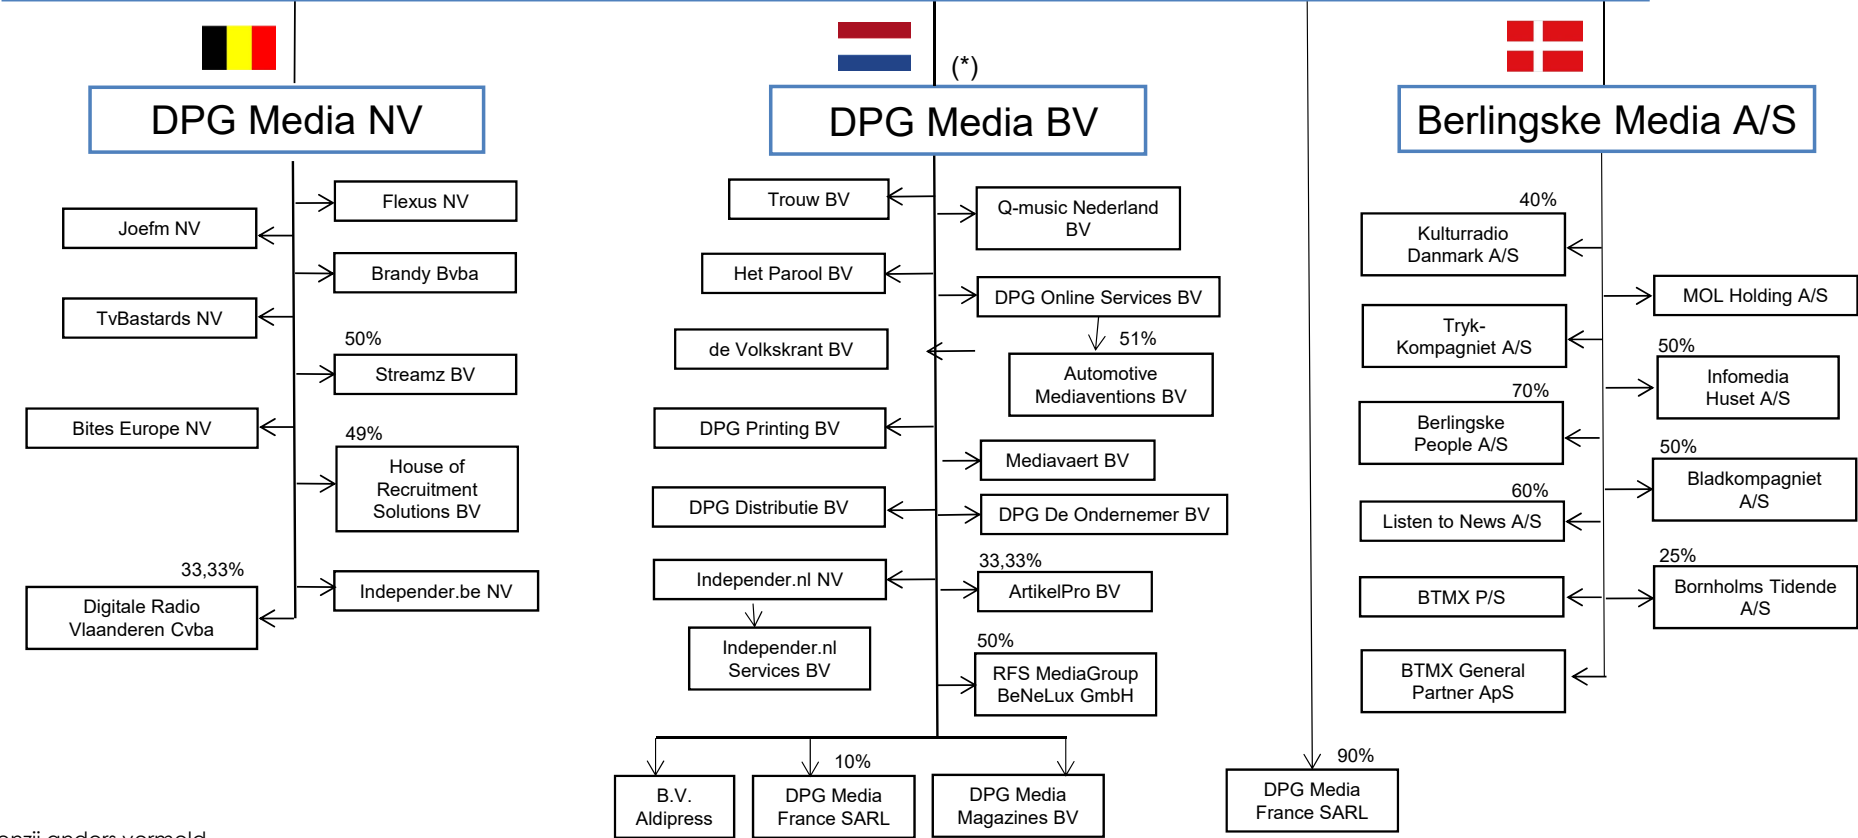 (*)
DPG Media NV
DPG Media BV
Berlingske Media A/S
Flexus NV
Joefm NV
Brandy Bvba
TvBastards NV
50%
Streamz BV
Bites Europe NV
49%
House of
Recruitment
Solutions BV
33,33%
Digitale Radio
Vlaanderen Cvba
Independer.be NV
Trouw BV
Q-music Nederland
BV
Het Parool BV
DPG Online Services BV
de Volkskrant BV
51%
Automotive
Mediaventions BV
DPG Printing BV
Mediavaert BV
DPG Distributie BV
DPG De Ondernemer BV
Independer.nl NV
33,33%
ArtikelPro BV
Independer.nl
Services BV
50%
RFS MediaGroup
BeNeLux GmbH
B.V.
Aldipress
10%
DPG Media
France SARL
DPG Media
Magazines BV
90%
DPG Media
France SARL
40%
Kulturradio
Danmark A/S
MOL Holding A/S
Tryk-
Kompagniet A/S
50%
Infomedia
Huset A/S
70%
Berlingske
People A/S
50%
Bladkompagniet
A/S
60%
Listen to News A/S
25%
Bornholms Tidende
A/S
BTMX P/S
BTMX General
Partner ApS
anders vermeld